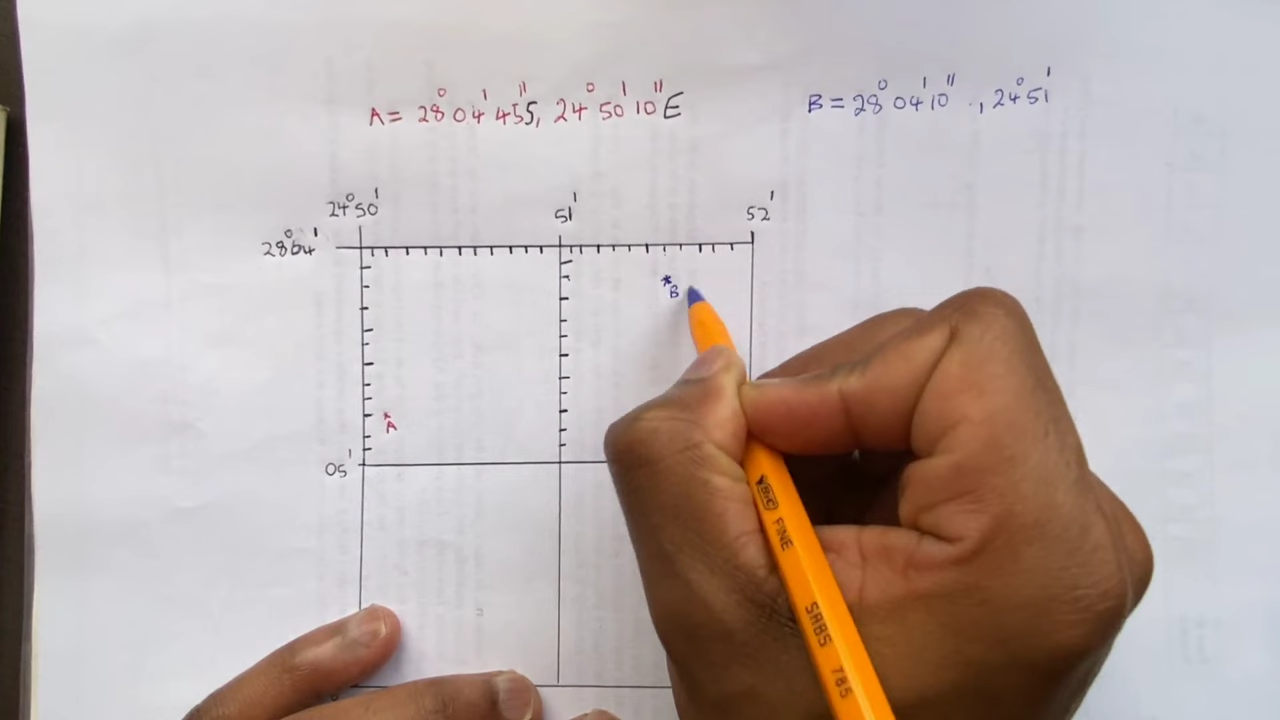 A = 28°04'45"S, 24°50'10"E
B = 28°04'10" ., 24°51'
24°50' 51' 52'
28°04'
B
A
05'
BIC FINE SABS 785